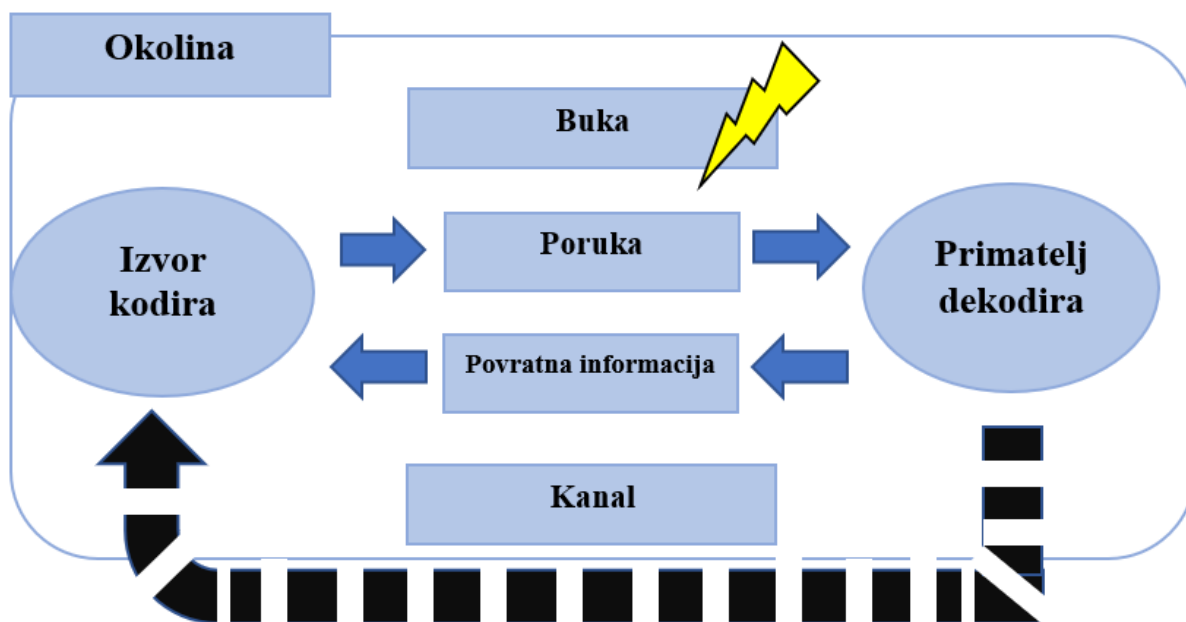 Okolina
Buka
Izvor
kodira
Poruka
Primatelj
dekodira
Povratna informacija
Kanal